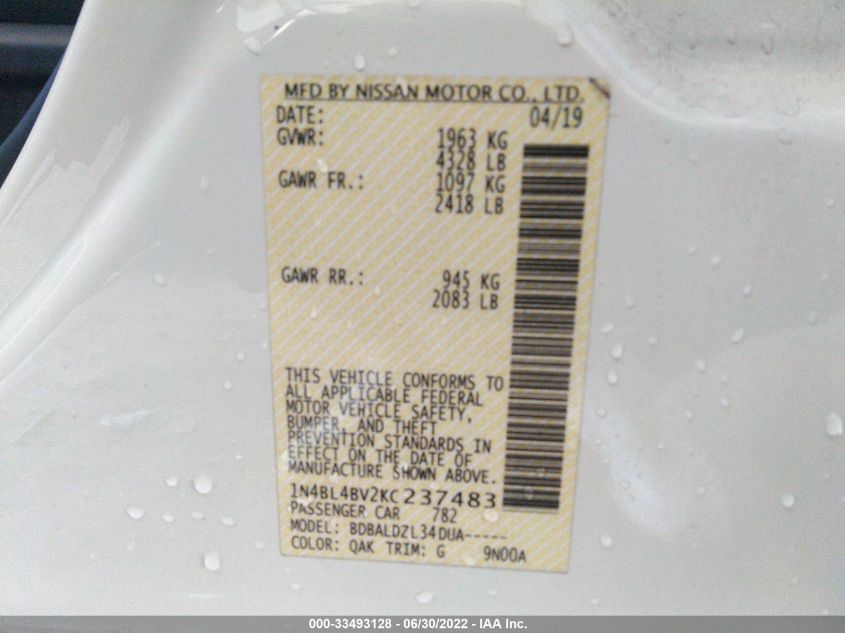 MFD BY NISSAN MOTOR CO., LTD.
DATE: 04/19
GVWR: 1963 KG
4328 LB
GAWR FR.: 1097 KG
2418 LB
GAWR RR.: 945 KG
2083 LB
THIS VEHICLE CONFORMS TO
ALL APPLICABLE FEDERAL
MOTOR VEHICLE SAFETY,
BUMPER, AND THEFT
PREVENTION STANDARDS IN
EFFECT ON THE DATE OF
MANUFACTURE SHOWN ABOVE.
1N4BL4BV2KC237483
PASSENGER CAR 782
MODEL: BDBALDZL34DUA-----
COLOR: QAK TRIM: G 9N00A
000-33493128 - 06/30/2022 - IAA Inc.